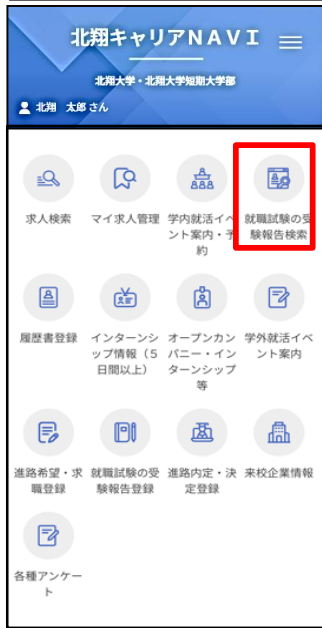 北翔キャリアNAVI
北翔大学・北翔大学短期大学部
北翔 太郎 さん
求人検索
マイ求人管理
学内就活イベ
ント案内・予
約
就職試験の受
験報告検索
履歴書登録
インターンシ
ップ情報（5
日間以上）
オープンカン
パニー・イン
ターンシップ
等
学外就活イベ
ント案内
進路希望・求
職登録
就職試験の受
験報告登録
進路内定・決
定登録
来校企業情報
各種アンケー
ト